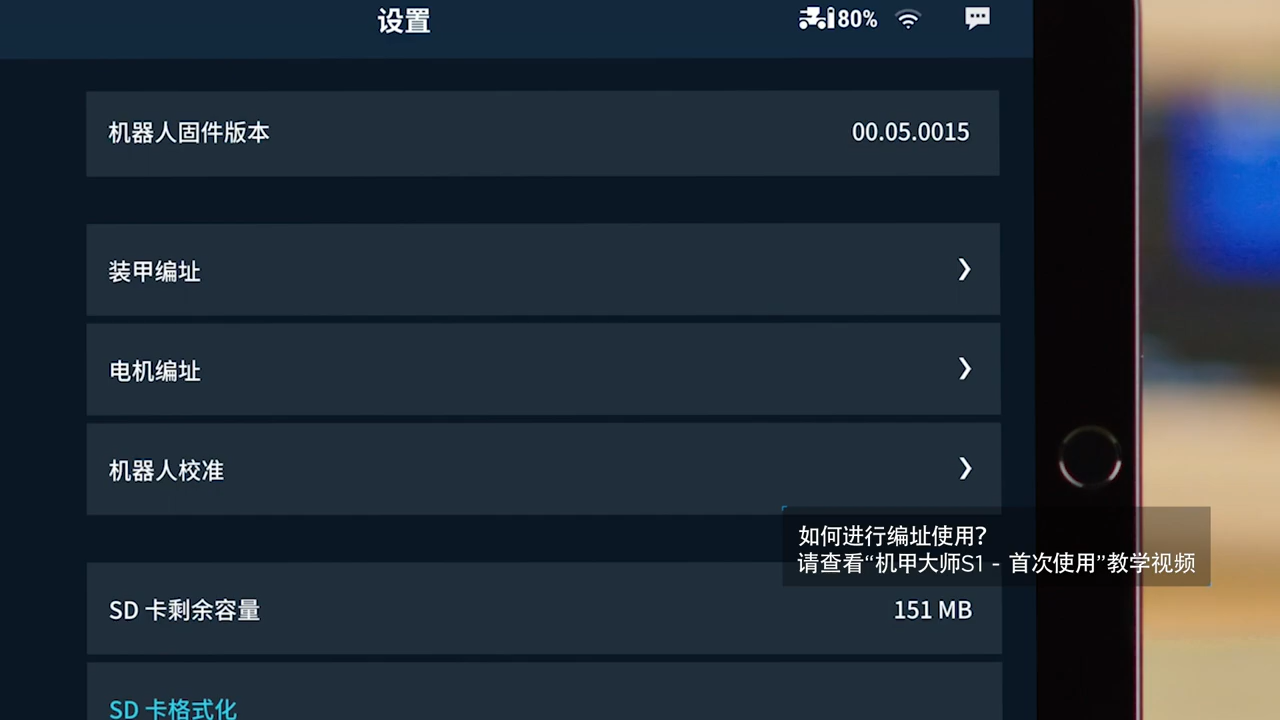 设置
80%
机器人固件版本 00.05.0015
装甲编址
电机编址
机器人校准
如何进行编址使用?
请查看“机甲大师S1 - 首次使用”教学视频
SD 卡剩余容量 151 MB
SD 卡格式化